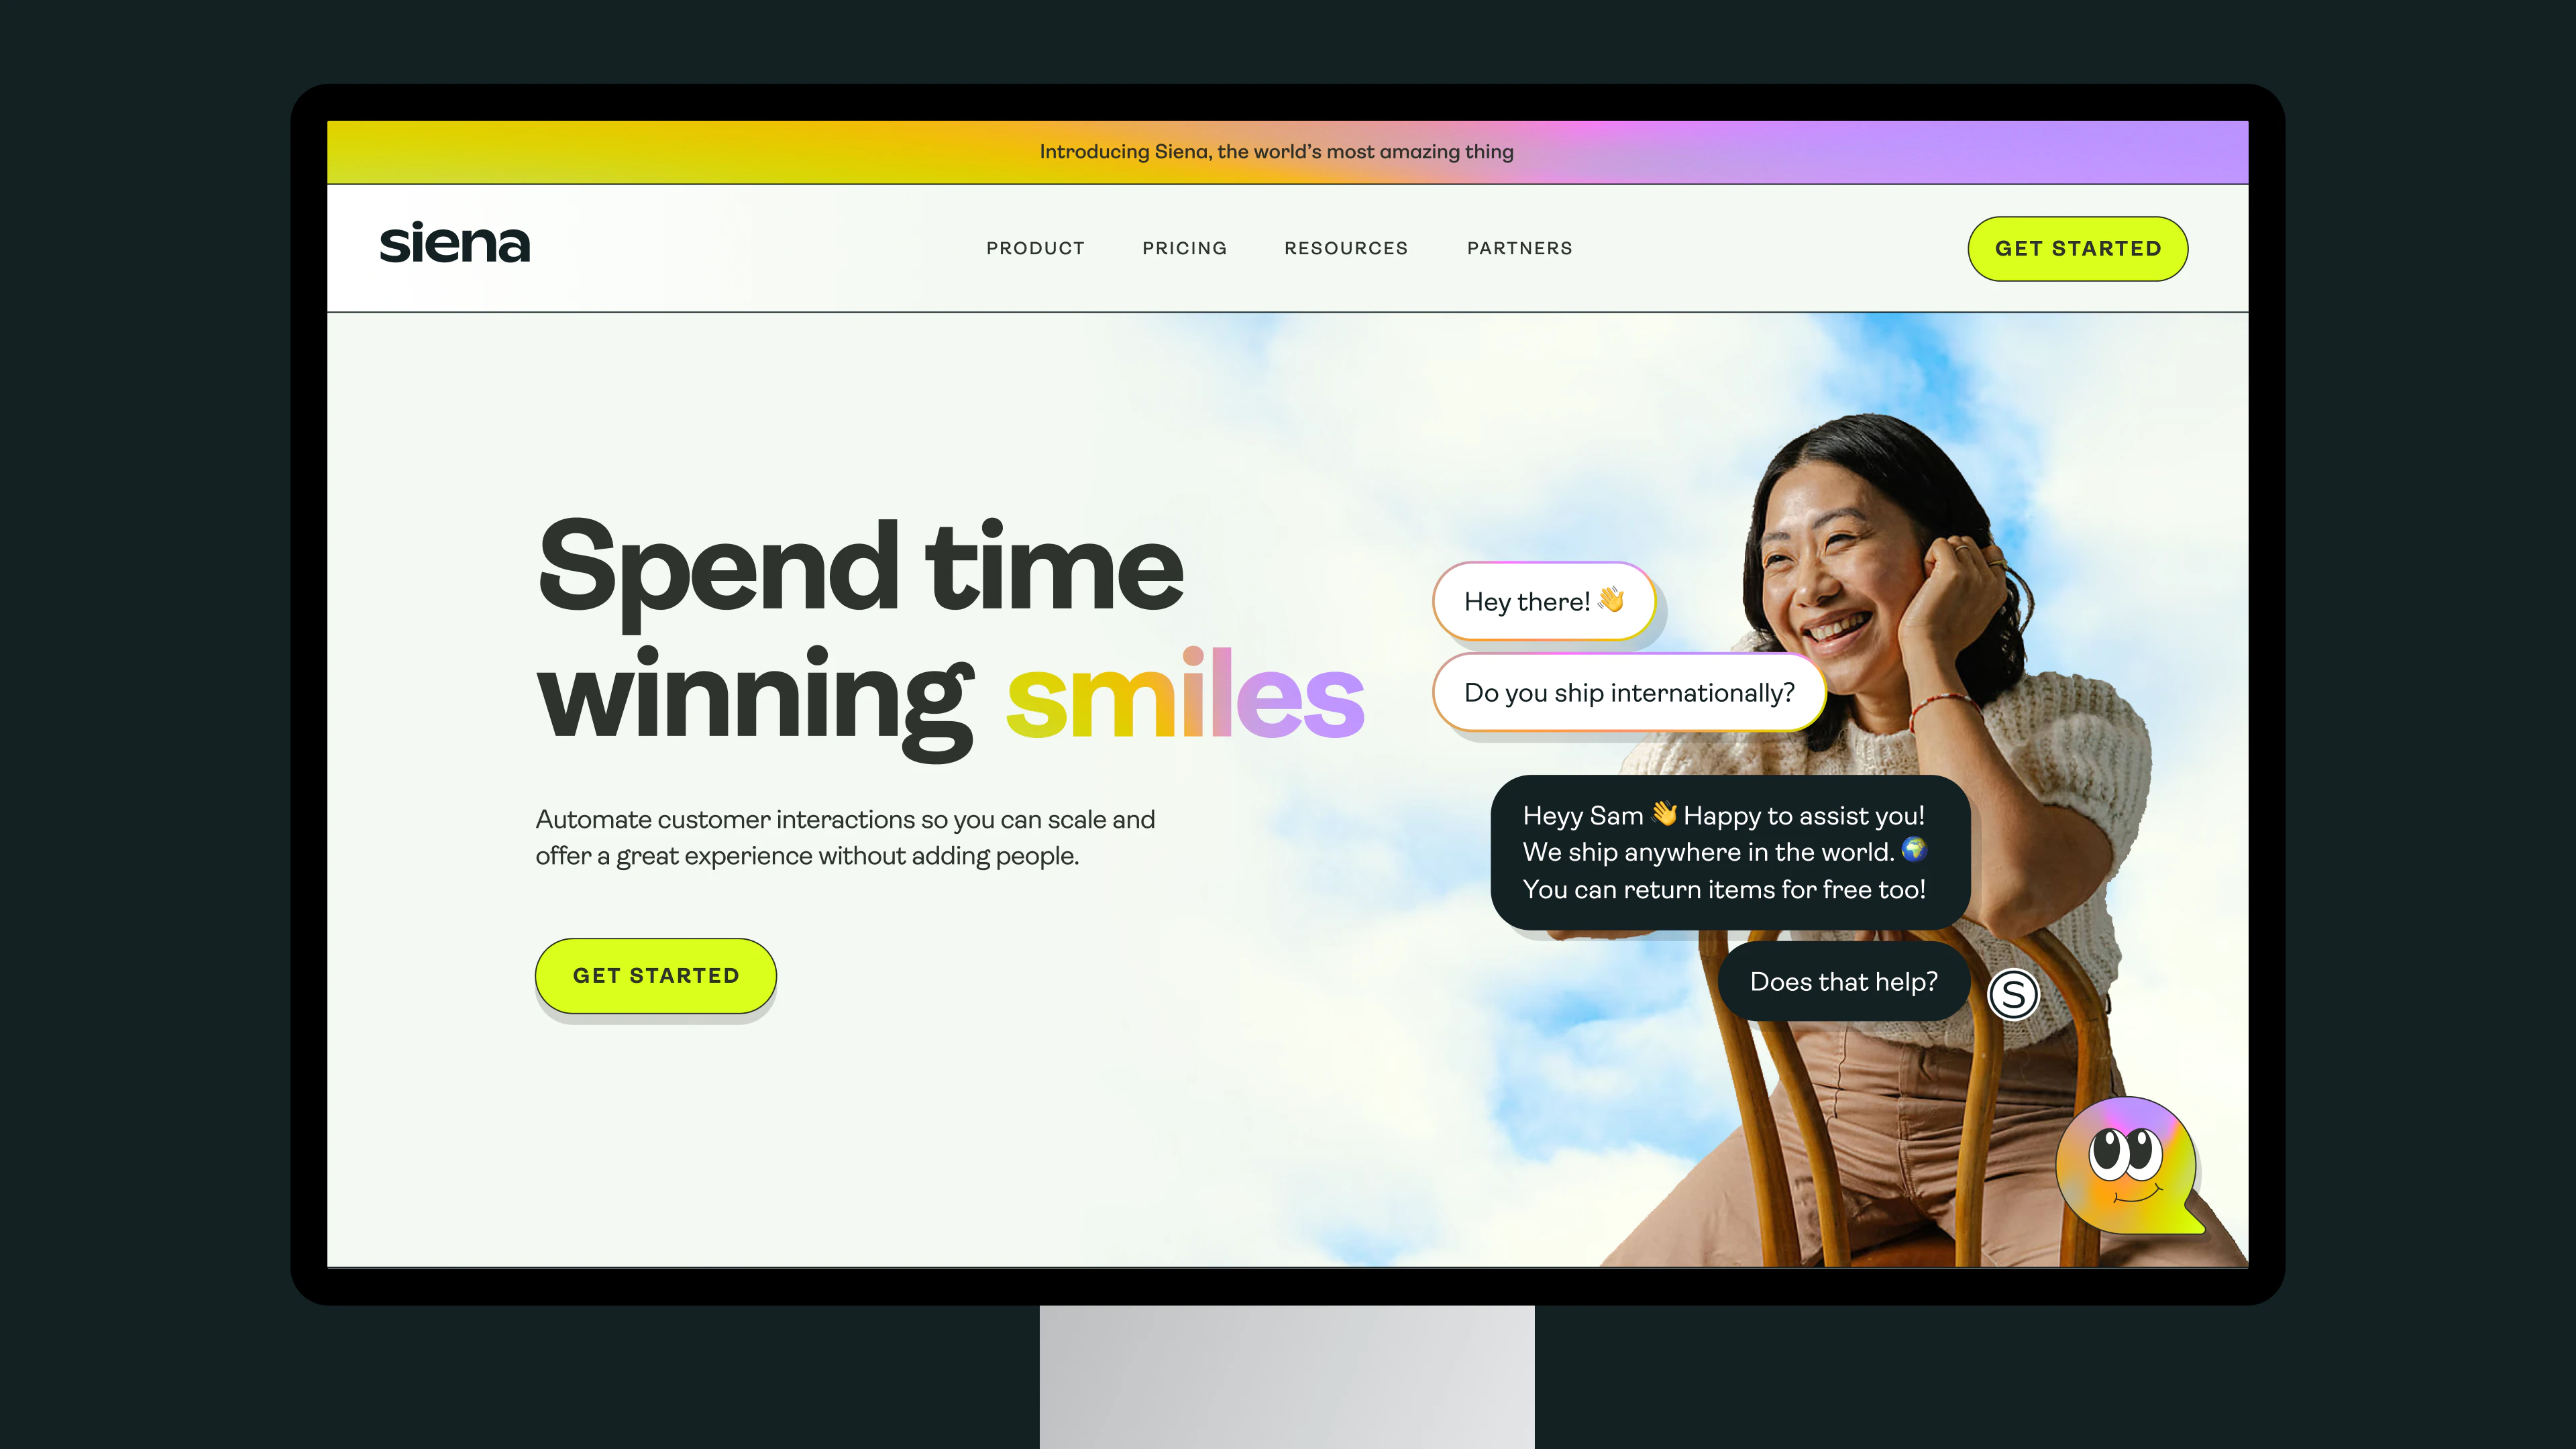 Introducing Siena, the world's most amazing thing
siena
PRODUCT PRICING RESOURCES PARTNERS
GET STARTED
Spend time
winning smiles
Automate customer interactions so you can scale and
offer a great experience without adding people.
GET STARTED
Hey there! 👋
Do you ship internationally?
Heyy Sam 👋 Happy to assist you!
We ship anywhere in the world. 🌍
You can return items for free too!
Does that help?
S